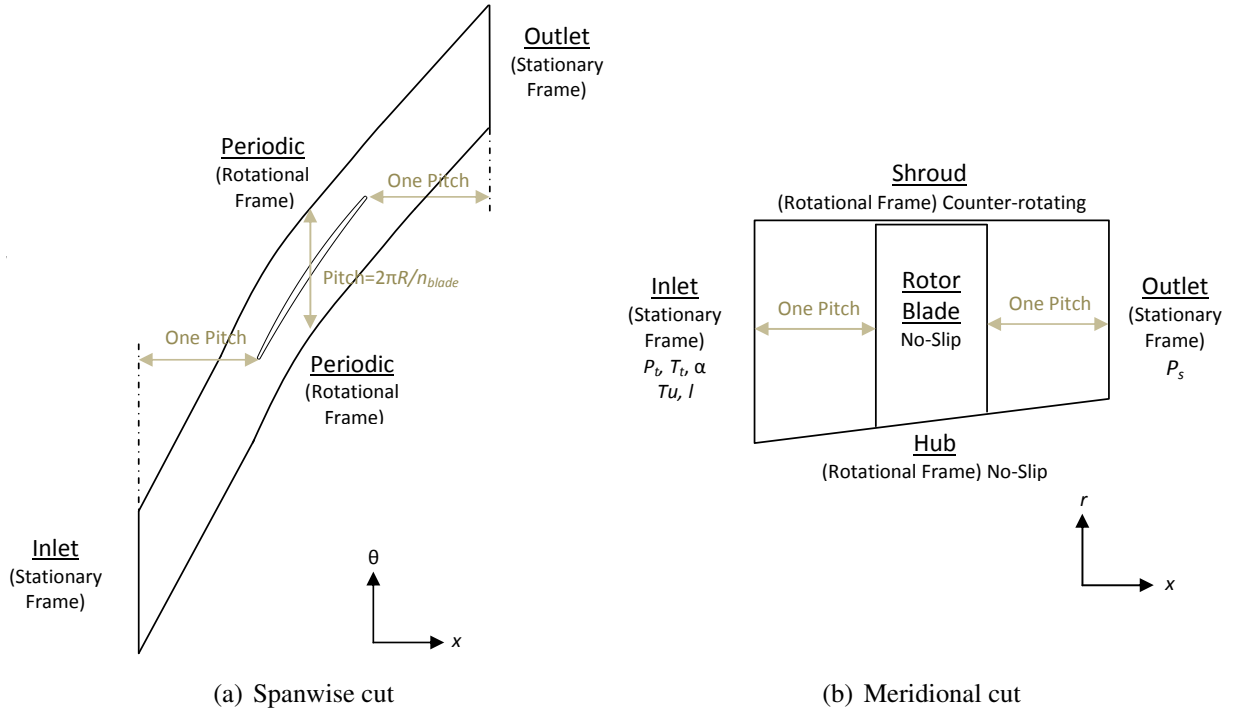 Outlet
(Stationary
Frame)
Periodic
(Rotational
Frame)
One Pitch
Pitch=2πR/n_blade
One Pitch
Periodic
(Rotational
Frame)
Inlet
(Stationary
Frame)
θ
x
(a) Spanwise cut
Shroud
(Rotational Frame) Counter-rotating
Inlet
(Stationary
Frame)
P_t, T_t, α
Tu, l
One Pitch
Rotor
Blade
No-Slip
One Pitch
Outlet
(Stationary
Frame)
P_s
Hub
(Rotational Frame) No-Slip
r
x
(b) Meridional cut